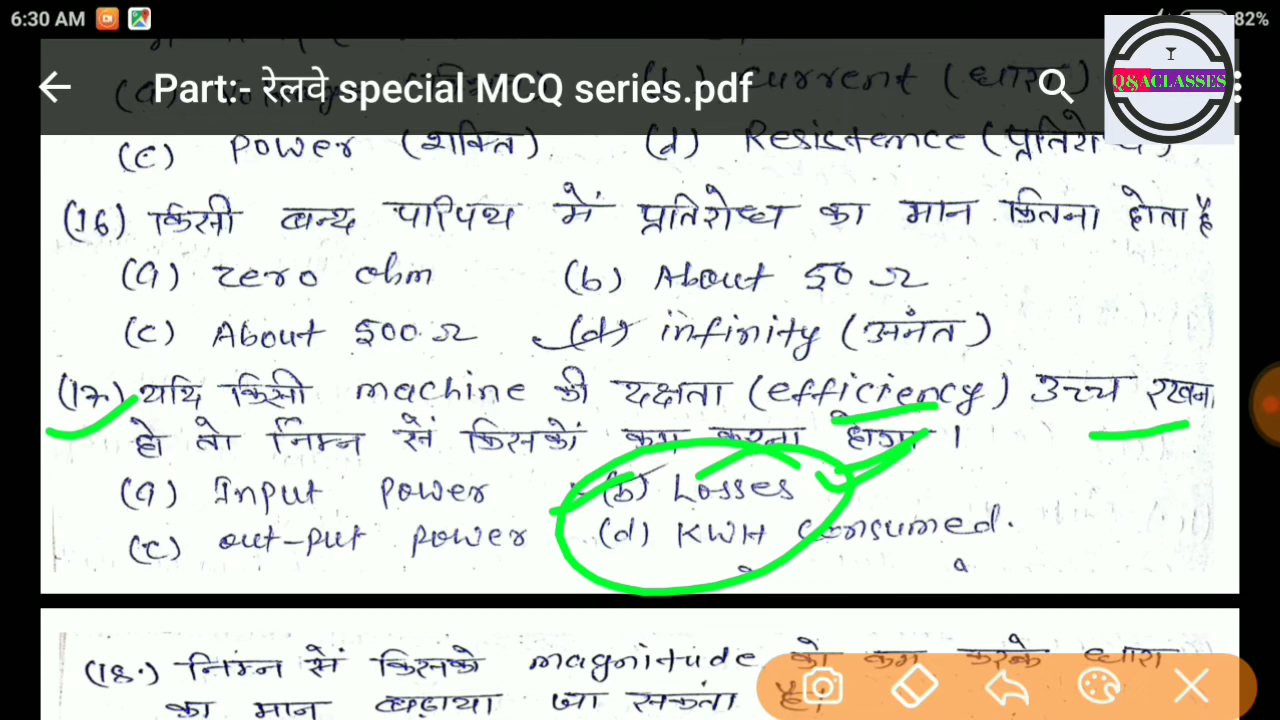 6:30 AM
82%
Part:- रेलवे special MCQ series.pdf
Q&ACLASSES
(b) current (धारा)
(c) Power (शक्ति) (d) Resistence (प्रतिरोध)
(16) किसी बन्द परिपथ में प्रतिरोध का मान कितना होता है
(a) zero ohm (b) About 50 Ω
(c) About 500 Ω (d) infinity (अनंत)
(17.) यदि किसी machine की दक्षता (efficiency) उच्च रखना
हो तो निम्न में किसको कम करना होगा ।
(a) Input power (b) Losses
(c) out-put power (d) KWH consumed.
(18.) निम्न में किसको magnitude को कम करके धारा
का मान बढ़ाया जा सकता है।